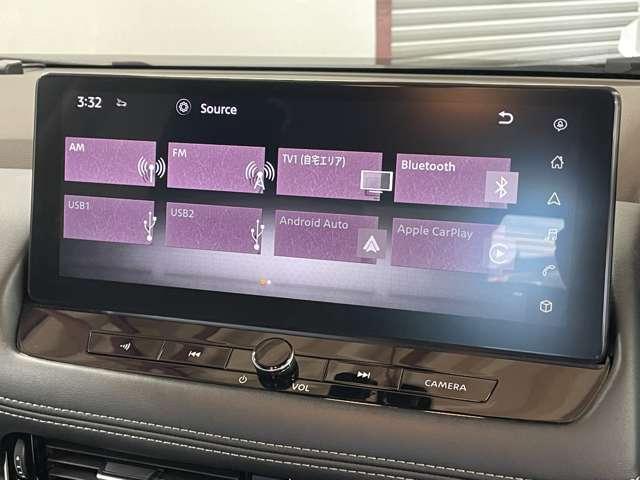 3:32 Source
AM FM TV1 (自宅エリア) Bluetooth
USB1 USB2 Android Auto Apple CarPlay
VOL CAMERA